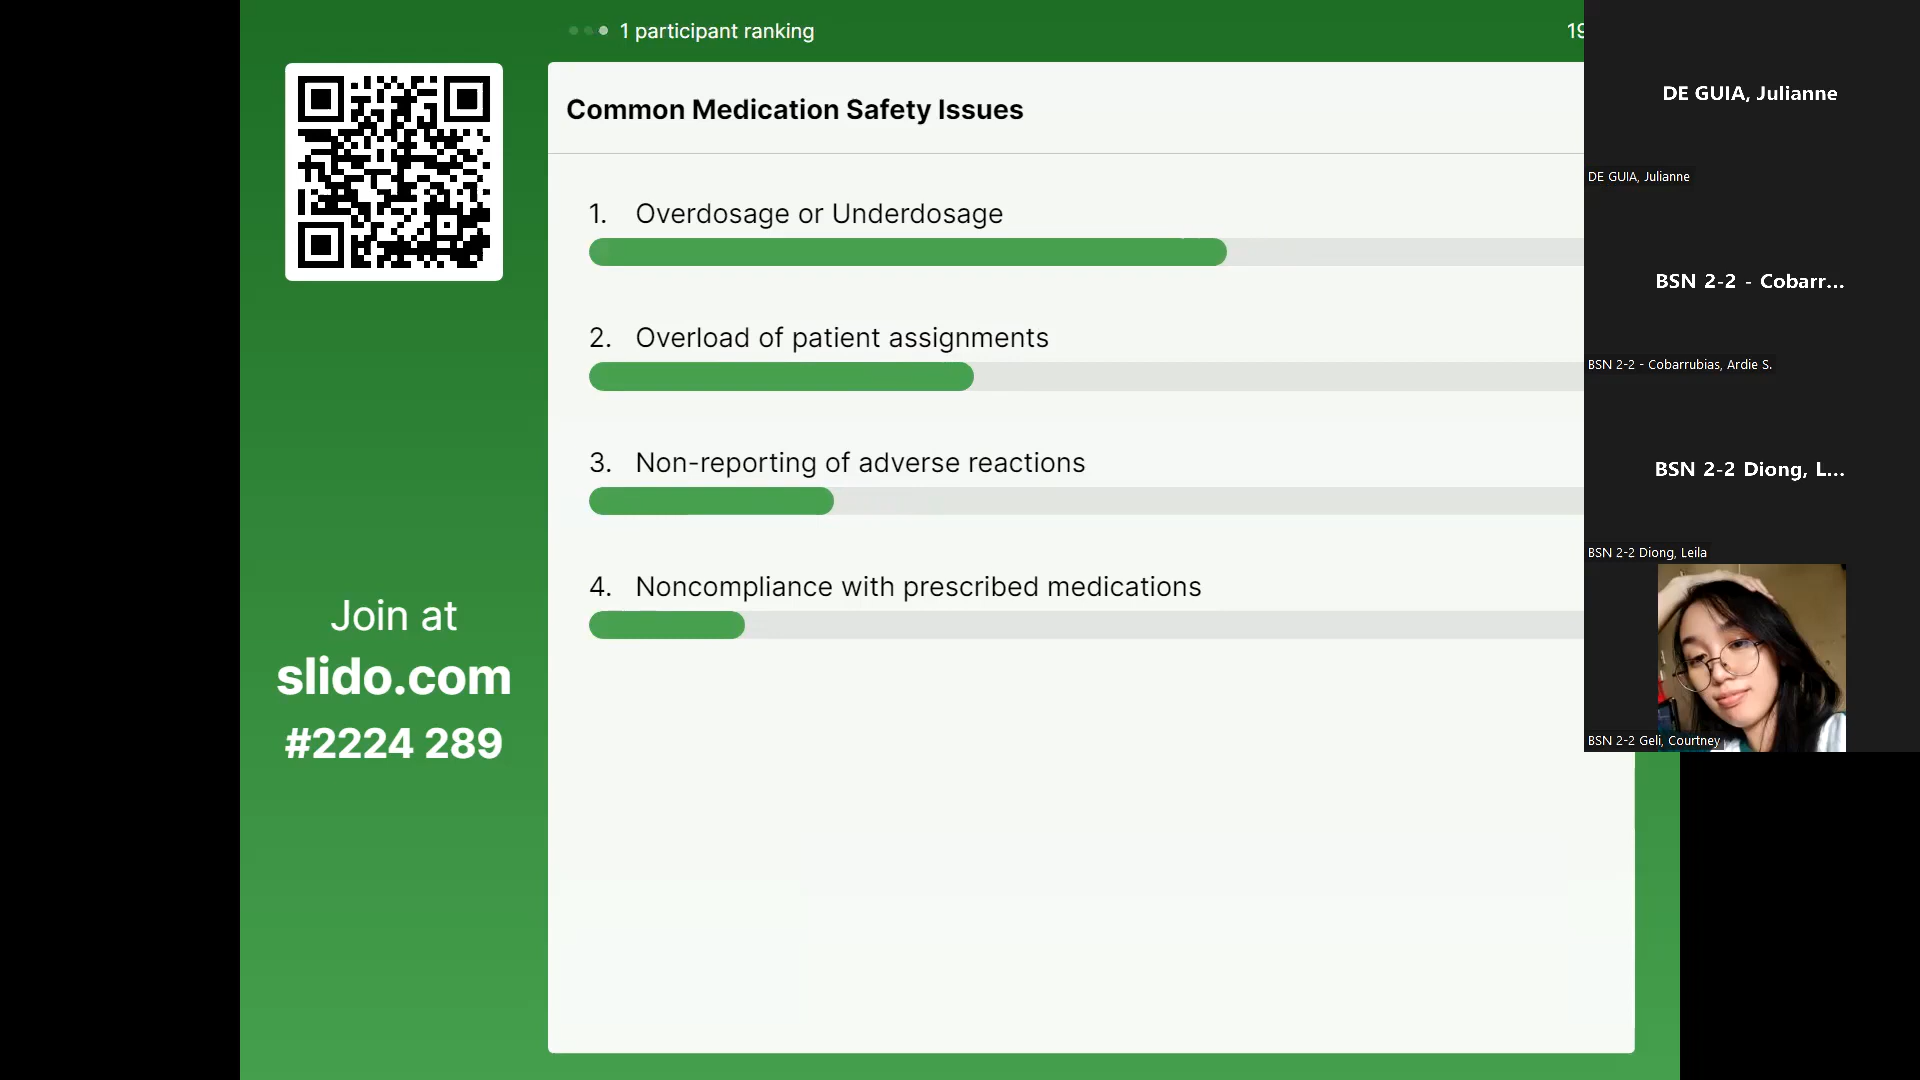 1 participant ranking
Common Medication Safety Issues
1. Overdosage or Underdosage
2. Overload of patient assignments
3. Non-reporting of adverse reactions
4. Noncompliance with prescribed medications
Join at
slido.com
#2224 289
DE GUIA, Julianne
DE GUIA, Julianne
BSN 2-2 - Cobarr...
BSN 2-2 - Cobarrubias, Ardie S.
BSN 2-2 Diong, L...
BSN 2-2 Diong, Leila
BSN 2-2 Geli, Courtney